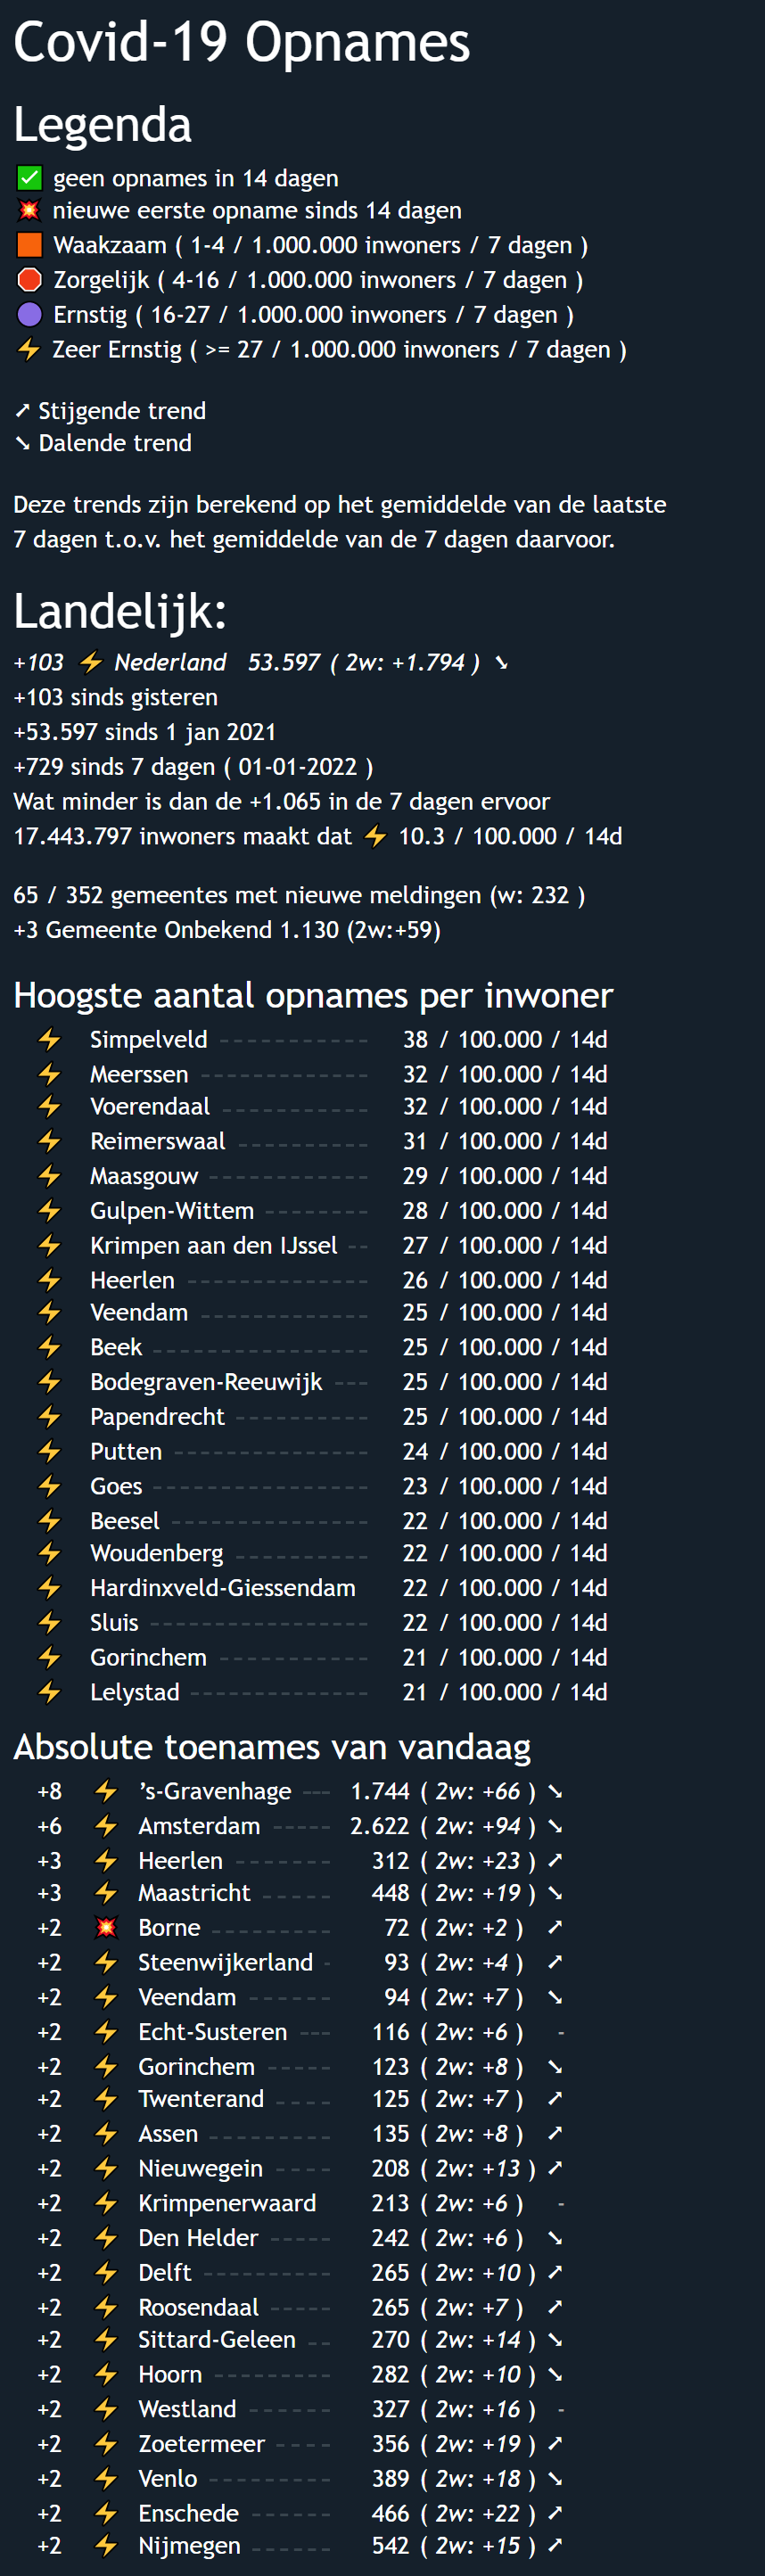 Covid-19 Opnames
Legenda
✅ geen opnames in 14 dagen
💥 nieuwe eerste opname sinds 14 dagen
🟧 Waakzaam ( 1-4 / 1.000.000 inwoners / 7 dagen )
🛑 Zorgelijk ( 4-16 / 1.000.000 inwoners / 7 dagen )
🟣 Ernstig ( 16-27 / 1.000.000 inwoners / 7 dagen )
⚡ Zeer Ernstig ( >= 27 / 1.000.000 inwoners / 7 dagen )
➚ Stijgende trend
➘ Dalende trend
Deze trends zijn berekend op het gemiddelde van de laatste
7 dagen t.o.v. het gemiddelde van de 7 dagen daarvoor.
Landelijk:
+103 ⚡ Nederland 53.597 ( 2w: +1.794 ) ➘
+103 sinds gisteren
+53.597 sinds 1 jan 2021
+729 sinds 7 dagen ( 01-01-2022 )
Wat minder is dan de +1.065 in de 7 dagen ervoor
17.443.797 inwoners maakt dat ⚡ 10.3 / 100.000 / 14d
65 / 352 gemeentes met nieuwe meldingen (w: 232 )
+3 Gemeente Onbekend 1.130 (2w:+59)
Hoogste aantal opnames per inwoner
⚡ Simpelveld ------------ 38 / 100.000 / 14d
⚡ Meerssen -------------- 32 / 100.000 / 14d
⚡ Voerendaal ------------ 32 / 100.000 / 14d
⚡ Reimerswaal ---------- 31 / 100.000 / 14d
⚡ Maasgouw ------------- 29 / 100.000 / 14d
⚡ Gulpen-Wittem -------- 28 / 100.000 / 14d
⚡ Krimpen aan den IJssel -- 27 / 100.000 / 14d
⚡ Heerlen --------------- 26 / 100.000 / 14d
⚡ Veendam -------------- 25 / 100.000 / 14d
⚡ Beek ------------------ 25 / 100.000 / 14d
⚡ Bodegraven-Reeuwijk --- 25 / 100.000 / 14d
⚡ Papendrecht ----------- 25 / 100.000 / 14d
⚡ Putten ---------------- 24 / 100.000 / 14d
⚡ Goes ------------------ 23 / 100.000 / 14d
⚡ Beesel ---------------- 22 / 100.000 / 14d
⚡ Woudenberg ----------- 22 / 100.000 / 14d
⚡ Hardinxveld-Giessendam 22 / 100.000 / 14d
⚡ Sluis ------------------ 22 / 100.000 / 14d
⚡ Gorinchem ------------ 21 / 100.000 / 14d
⚡ Lelystad --------------- 21 / 100.000 / 14d
Absolute toenames van vandaag
+8 ⚡ ’s-Gravenhage --- 1.744 ( 2w: +66 ) ➘
+6 ⚡ Amsterdam ----- 2.622 ( 2w: +94 ) ➘
+3 ⚡ Heerlen -------- 312 ( 2w: +23 ) ➚
+3 ⚡ Maastricht ------ 448 ( 2w: +19 ) ➘
+2 💥 Borne ---------- 72 ( 2w: +2 ) ➚
+2 ⚡ Steenwijkerland - 93 ( 2w: +4 ) ➚
+2 ⚡ Veendam ------- 94 ( 2w: +7 ) ➘
+2 ⚡ Echt-Susteren --- 116 ( 2w: +6 ) -
+2 ⚡ Gorinchem ----- 123 ( 2w: +8 ) ➘
+2 ⚡ Twenterand ---- 125 ( 2w: +7 ) ➚
+2 ⚡ Assen ---------- 135 ( 2w: +8 ) ➚
+2 ⚡ Nieuwegein ----- 208 ( 2w: +13 ) ➚
+2 ⚡ Krimpenerwaard 213 ( 2w: +6 ) -
+2 ⚡ Den Helder ----- 242 ( 2w: +6 ) ➘
+2 ⚡ Delft ----------- 265 ( 2w: +10 ) ➚
+2 ⚡ Roosendaal ----- 265 ( 2w: +7 ) ➚
+2 ⚡ Sittard-Geleen -- 270 ( 2w: +14 ) ➘
+2 ⚡ Hoorn ---------- 282 ( 2w: +10 ) ➘
+2 ⚡ Westland ------- 327 ( 2w: +16 ) -
+2 ⚡ Zoetermeer ---- 356 ( 2w: +19 ) ➚
+2 ⚡ Venlo ---------- 389 ( 2w: +18 ) ➘
+2 ⚡ Enschede ------ 466 ( 2w: +22 ) ➚
+2 ⚡ Nijmegen ------ 542 ( 2w: +15 ) ➚